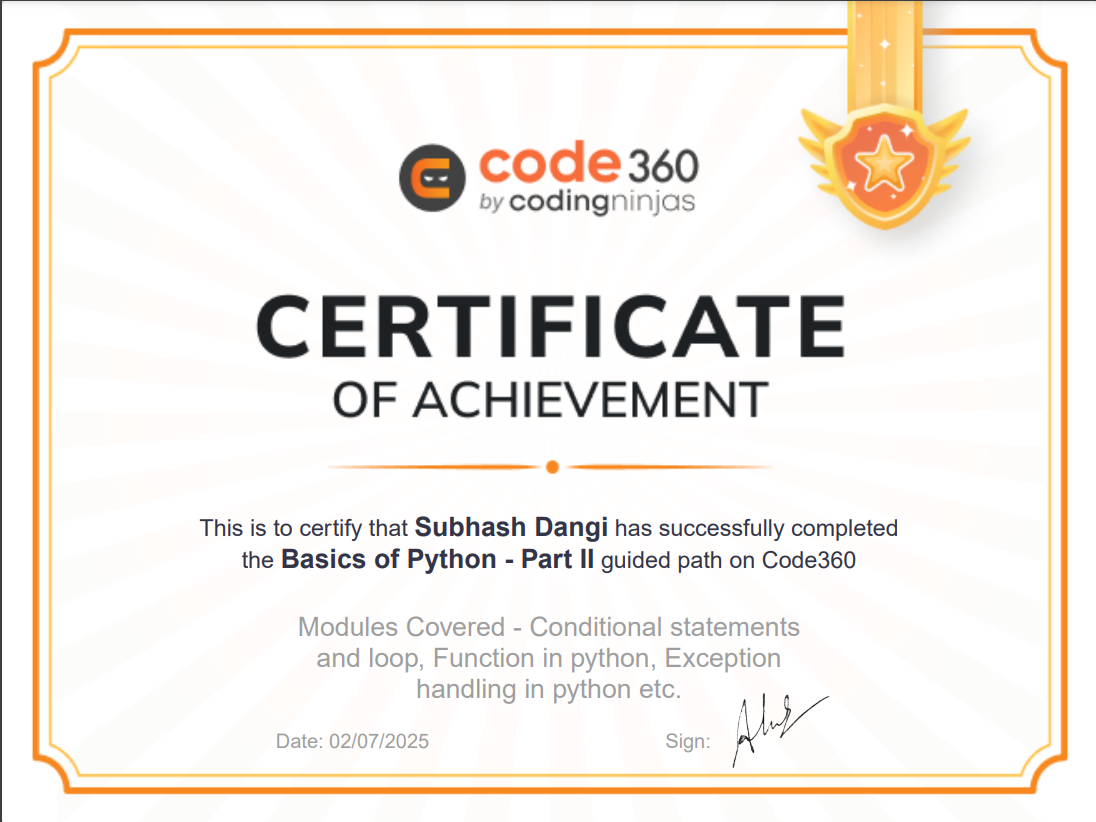 code 360
by codingninjas
CERTIFICATE
OF ACHIEVEMENT
This is to certify that Subhash Dangi has successfully completed
the Basics of Python - Part II guided path on Code360
Modules Covered - Conditional statements
and loop, Function in python, Exception
handling in python etc.
Date: 02/07/2025
Sign: